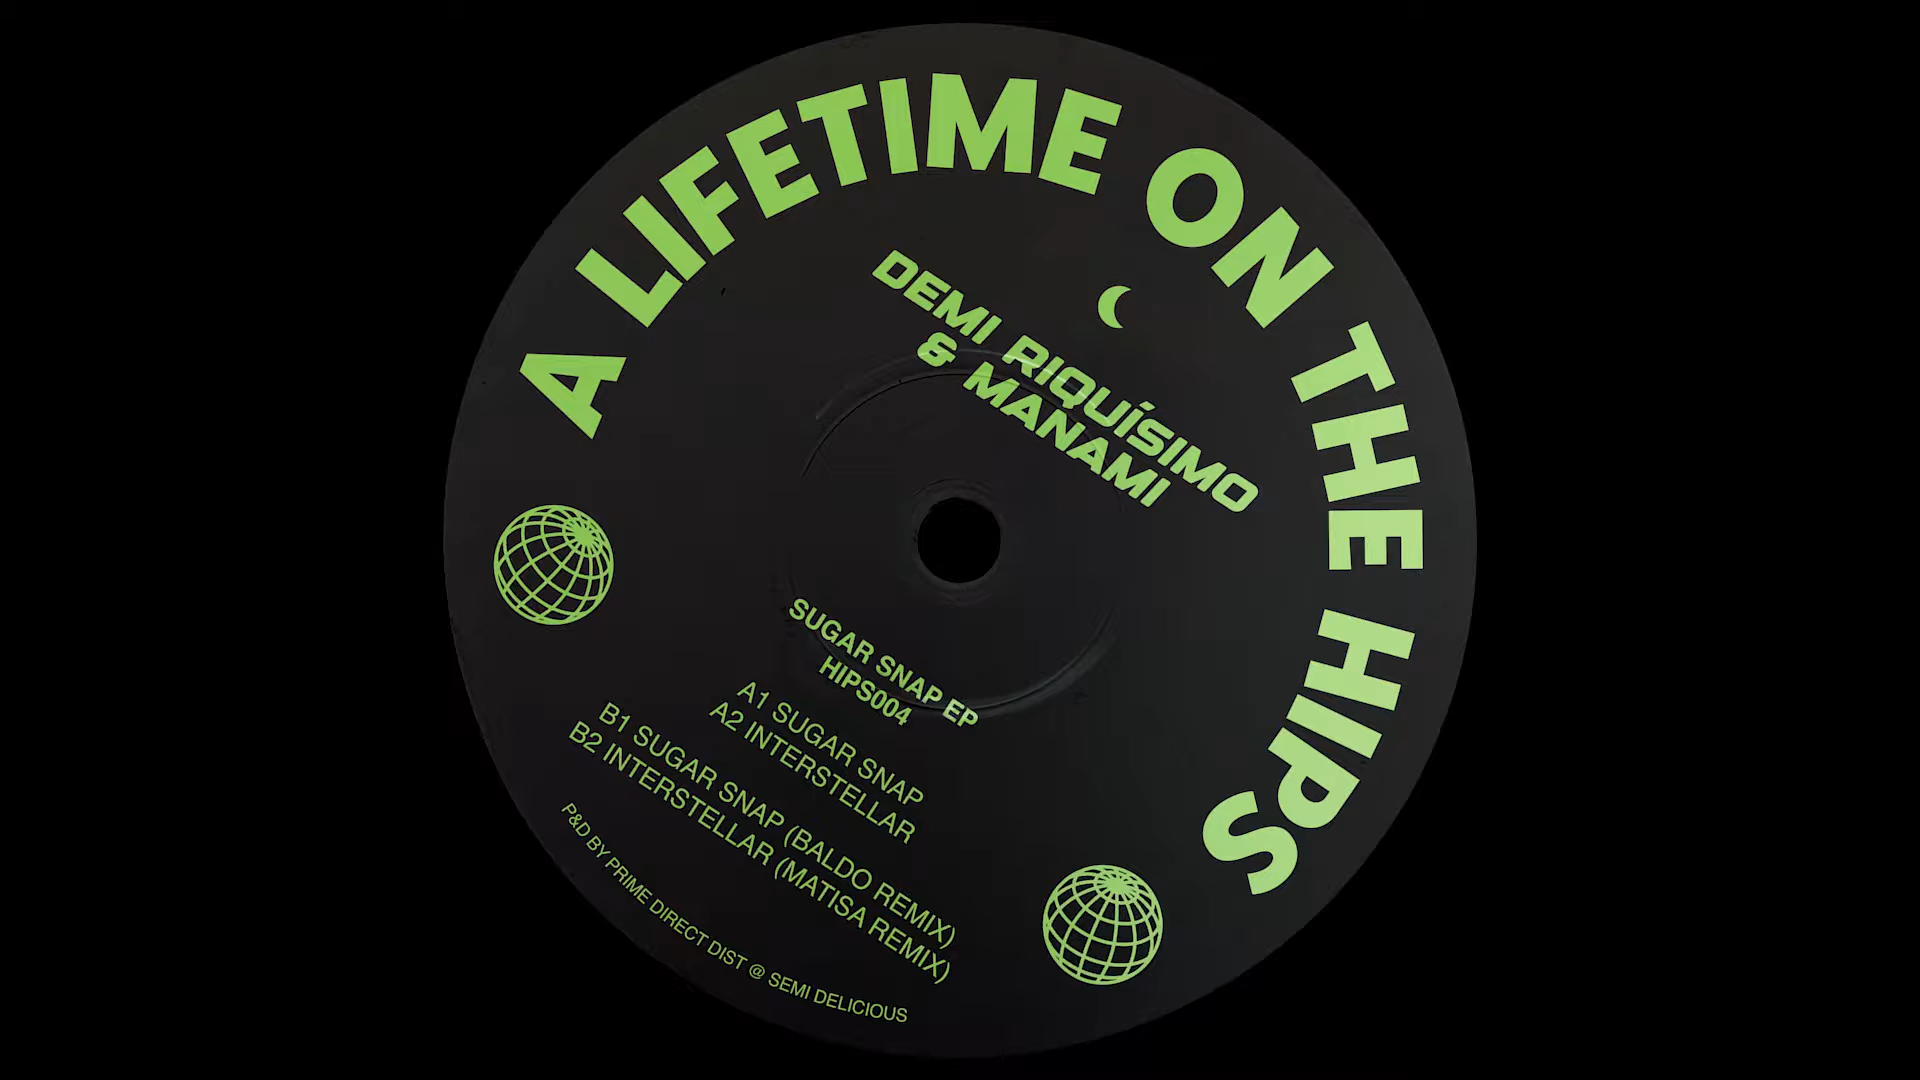 A LIFETIME ON THE HIPS
DEMI RIQUÍSIMO
& MANAMI
SUGAR SNAP EP
HIPS004
A1 SUGAR SNAP
A2 INTERSTELLAR
B1 SUGAR SNAP (BALDO REMIX)
B2 INTERSTELLAR (MATISA REMIX)
P&D BY PRIME DIRECT DIST @ SEMI DELICIOUS